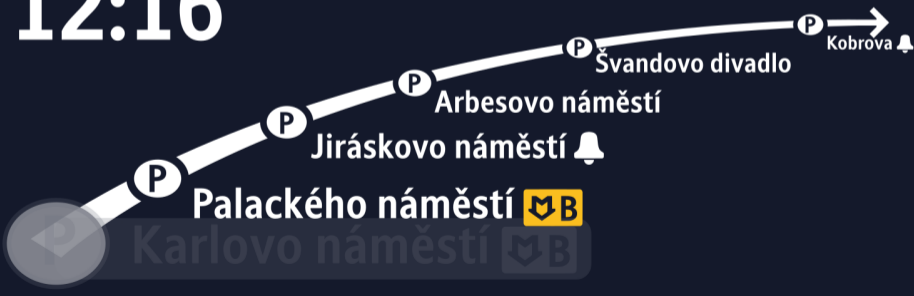 12:16
P Kobrova
P Švandovo divadlo
P Arbesovo náměstí
P Jiráskovo náměstí
P Palackého náměstí B
P Karlovo náměstí B